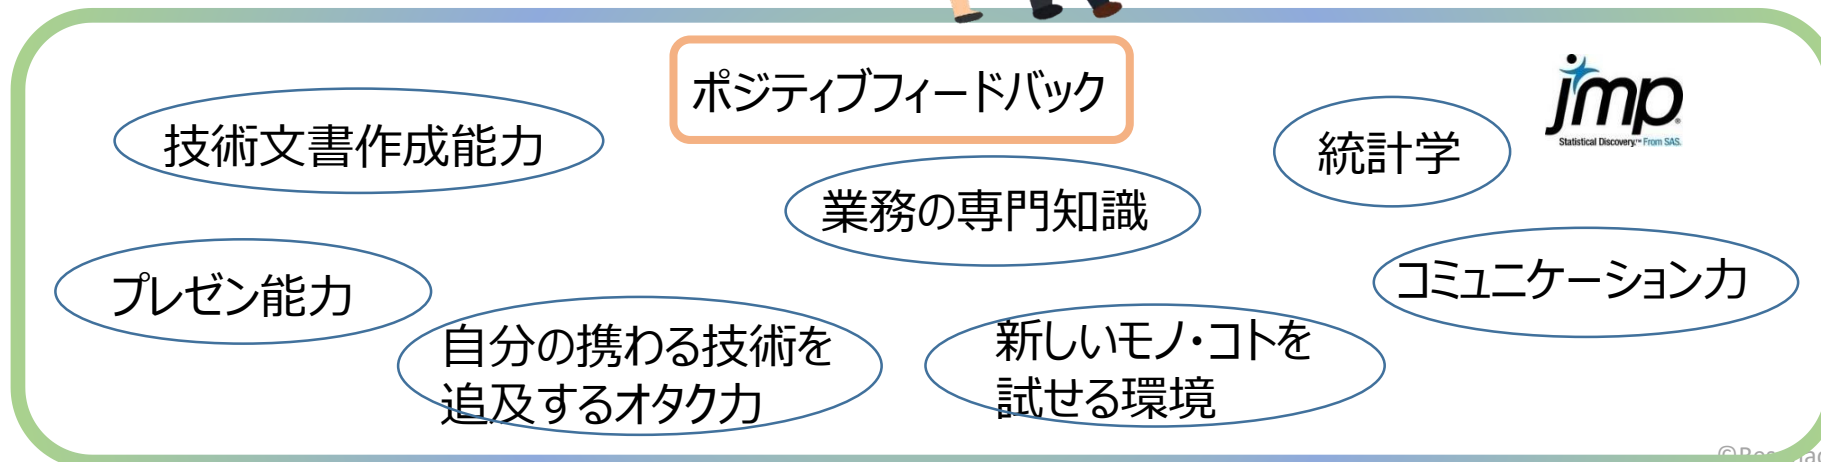 ポジティブフィードバック
技術文書作成能力
統計学
jmp
Statistical Discovery.™ From SAS.
業務の専門知識
プレゼン能力
コミュニケーション力
自分の携わる技術を
追及するオタク力
新しいモノ・コトを
試せる環境